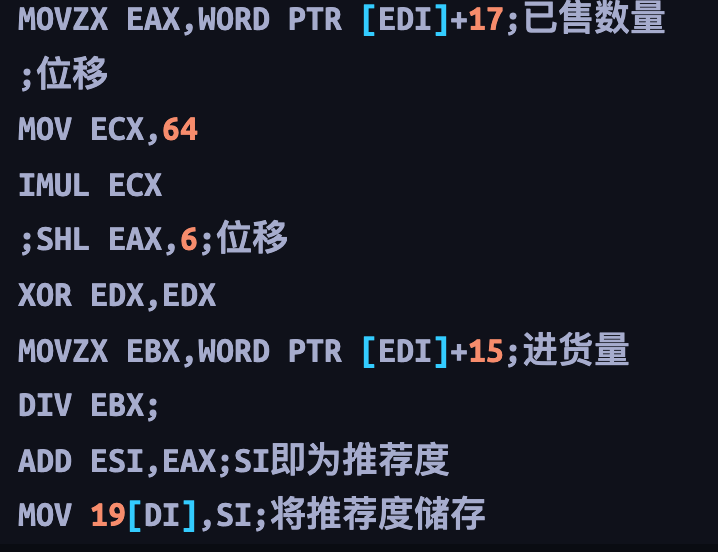 MOVZX EAX,WORD PTR [EDI]+17;已售数量
;位移
MOV ECX,64
IMUL ECX
;SHL EAX,6;位移
XOR EDX,EDX
MOVZX EBX,WORD PTR [EDI]+15;进货量
DIV EBX;
ADD ESI,EAX;SI即为推荐度
MOV 19[DI],SI;将推荐度储存